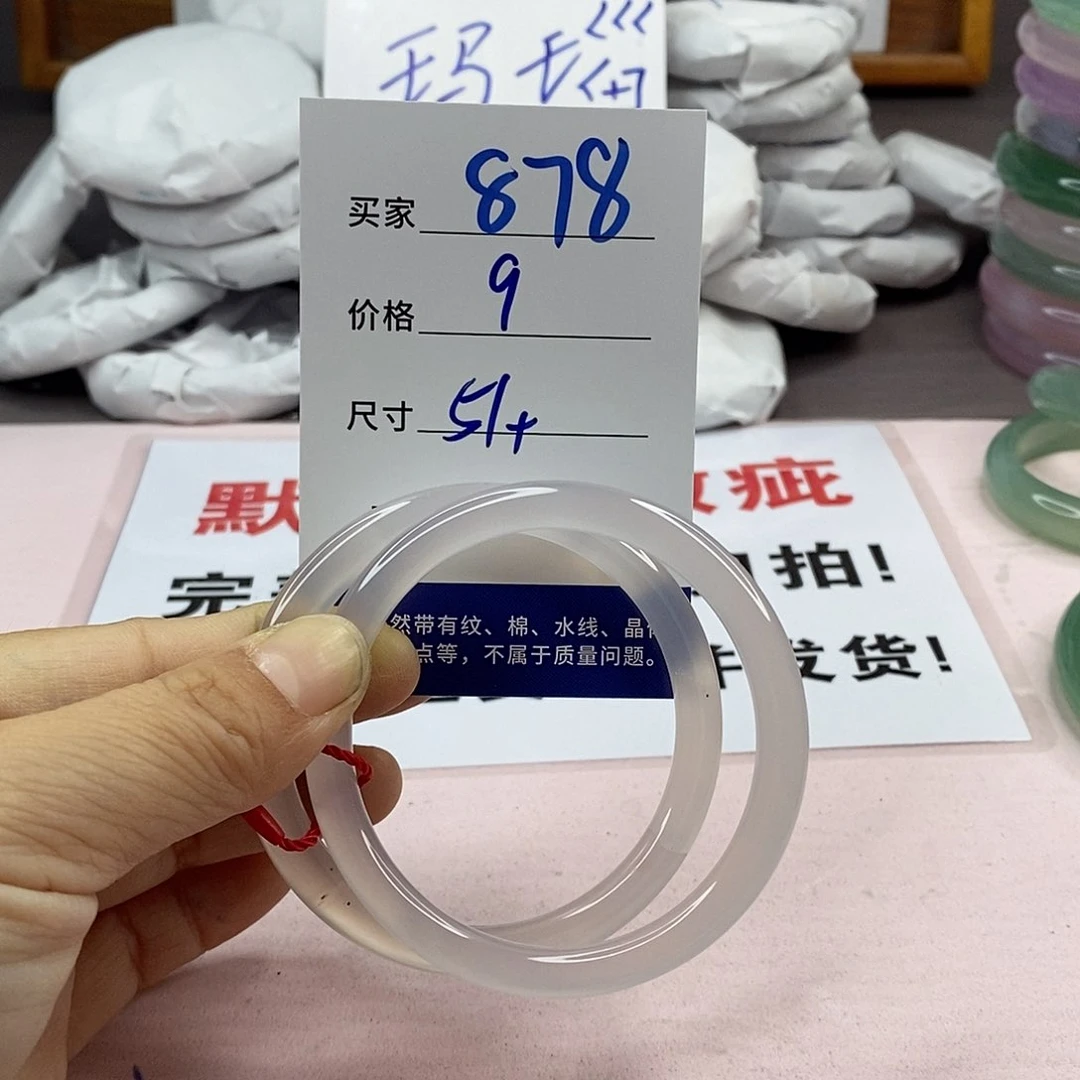 玛瑙
买家 878
价格 9
尺寸 51+
默 疵
完 拍!
然带有纹、棉、水线、晶
点等，不属于质量问题。
发货!